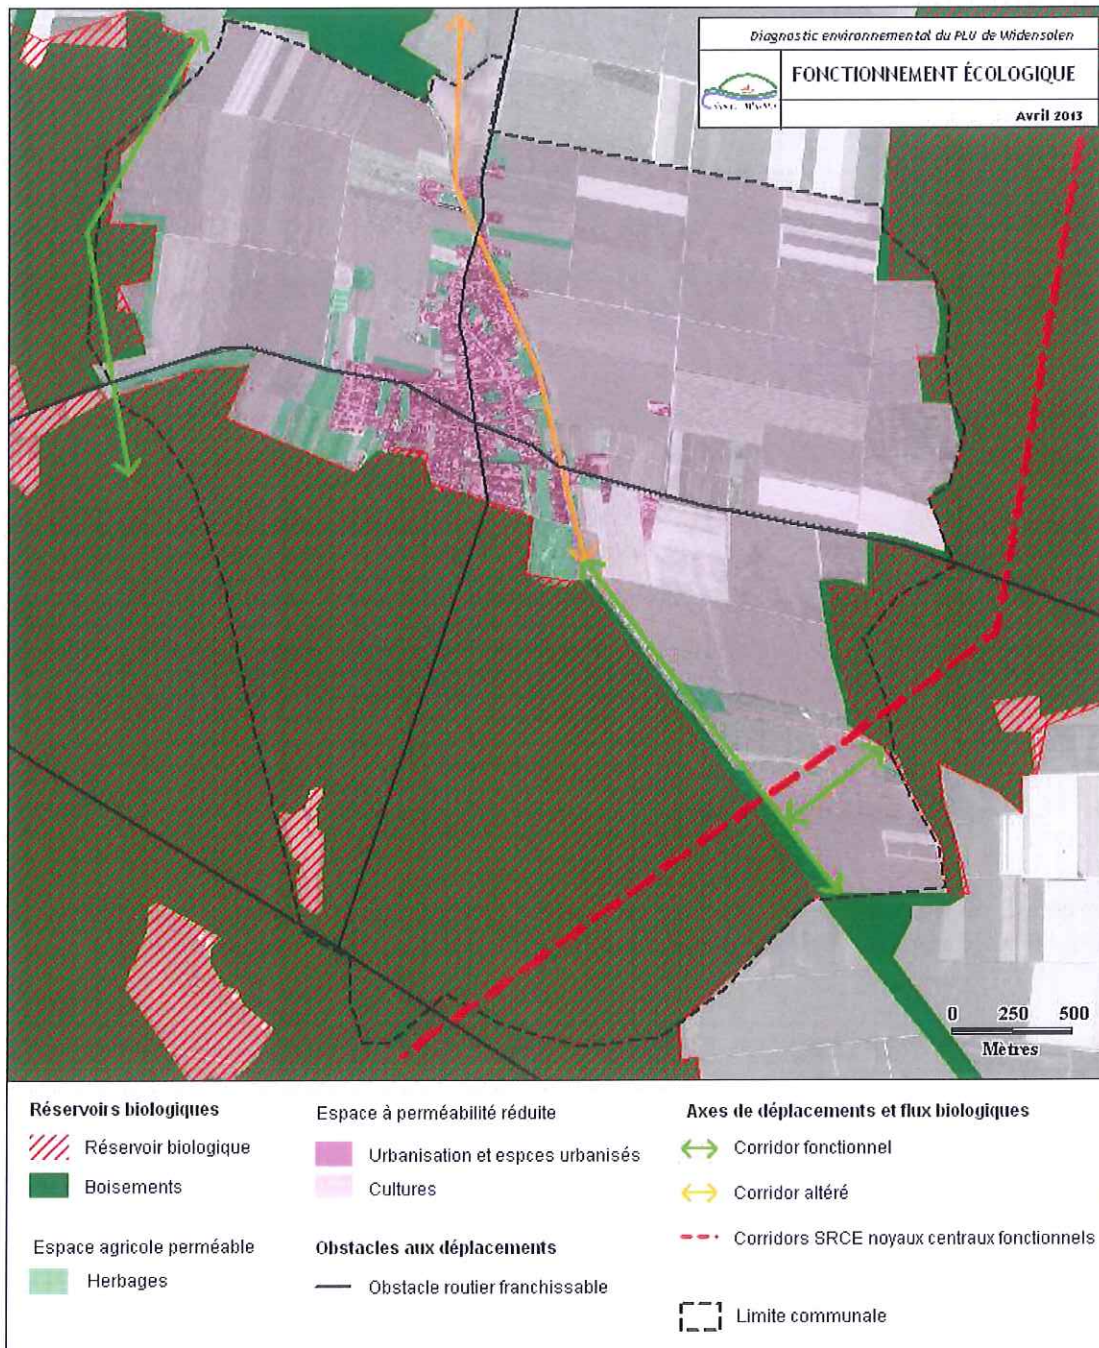 Diagnostic environnemental du PLU de Widensolen
FONCTIONNEMENT ÉCOLOGIQUE
Avril 2013
0 250 500
Mètres
Réservoirs biologiques
Réservoir biologique
Boisements
Espace agricole perméable
Herbages
Espace à perméabilité réduite
Urbanisation et espces urbanisés
Cultures
Obstacles aux déplacements
Obstacle routier franchissable
Axes de déplacements et flux biologiques
Corridor fonctionnel
Corridor altéré
Corridors SRCE noyaux centraux fonctionnels
Limite communale